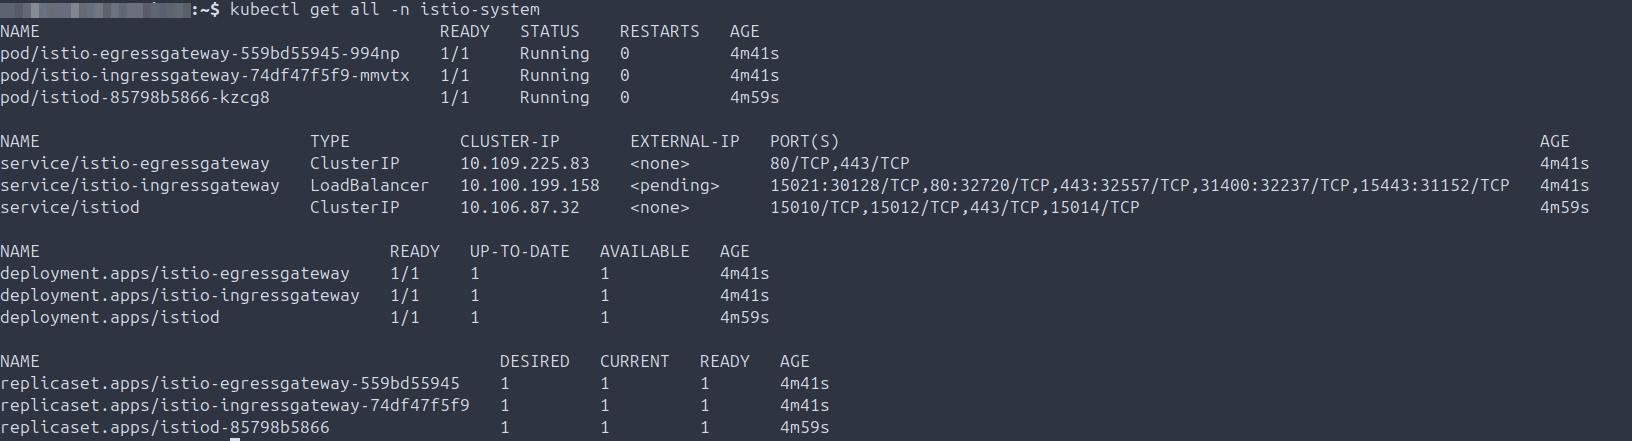 :~$ kubectl get all -n istio-system
NAME READY STATUS RESTARTS AGE
pod/istio-egressgateway-559bd55945-994np 1/1 Running 0 4m41s
pod/istio-ingressgateway-74df47f5f9-mmvtx 1/1 Running 0 4m41s
pod/istiod-85798b5866-kzcg8 1/1 Running 0 4m59s
NAME TYPE CLUSTER-IP EXTERNAL-IP PORT(S) AGE
service/istio-egressgateway ClusterIP 10.109.225.83 <none> 80/TCP,443/TCP 4m41s
service/istio-ingressgateway LoadBalancer 10.100.199.158 <pending> 15021:30128/TCP,80:32720/TCP,443:32557/TCP,31400:32237/TCP,15443:31152/TCP 4m41s
service/istiod ClusterIP 10.106.87.32 <none> 15010/TCP,15012/TCP,443/TCP,15014/TCP 4m59s
NAME READY UP-TO-DATE AVAILABLE AGE
deployment.apps/istio-egressgateway 1/1 1 1 4m41s
deployment.apps/istio-ingressgateway 1/1 1 1 4m41s
deployment.apps/istiod 1/1 1 1 4m59s
NAME DESIRED CURRENT READY AGE
replicaset.apps/istio-egressgateway-559bd55945 1 1 1 4m41s
replicaset.apps/istio-ingressgateway-74df47f5f9 1 1 1 4m41s
replicaset.apps/istiod-85798b5866 1 1 1 4m59s